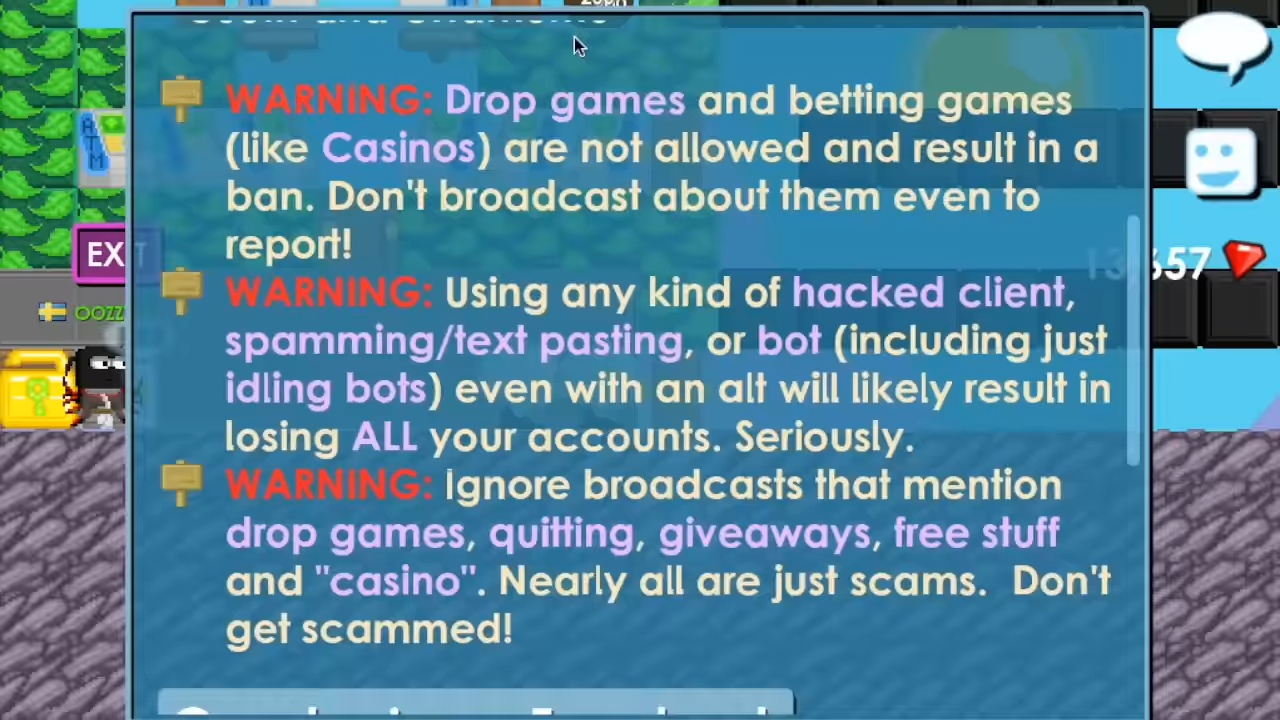 WARNING: Drop games and betting games
(like Casinos) are not allowed and result in a
ban. Don't broadcast about them even to
report!
WARNING: Using any kind of hacked client,
spamming/text pasting, or bot (including just
idling bots) even with an alt will likely result in
losing ALL your accounts. Seriously.
WARNING: Ignore broadcasts that mention
drop games, quitting, giveaways, free stuff
and "casino". Nearly all are just scams.  Don't
get scammed!
ATM
EXIT